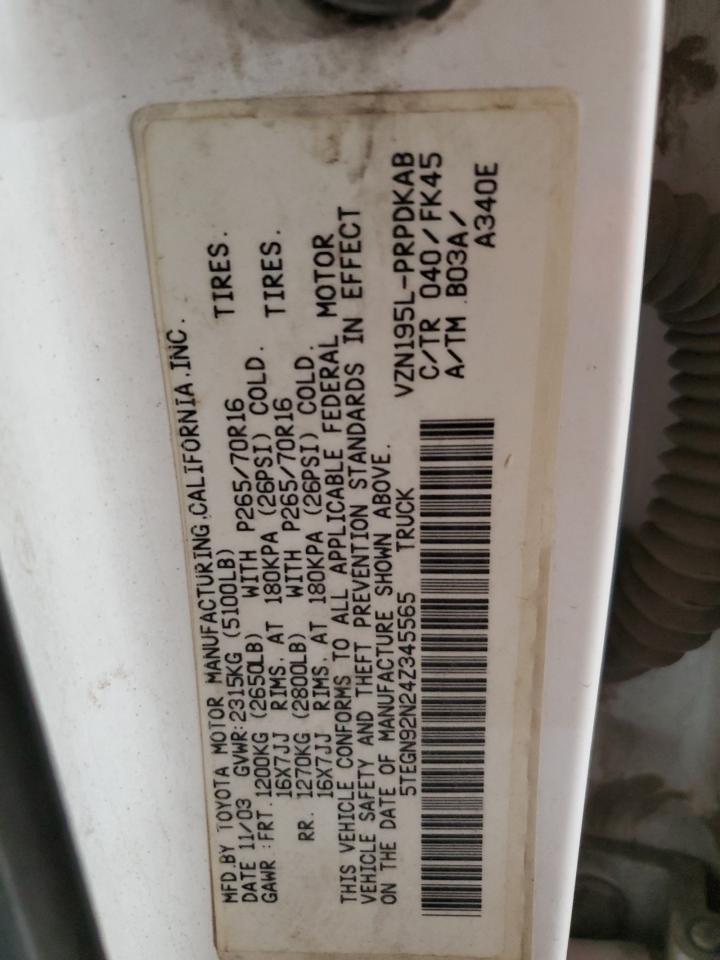 MFD.BY TOYOTA MOTOR MANUFACTURING,CALIFORNIA,INC.
DATE 11/03 GVWR:2315KG (5100LB)
GAWR :FRT.1200KG (2650LB) WITH P265/70R16 TIRES.
16X7JJ RIMS. AT 180KPA (26PSI) COLD.
RR. 1270KG (2800LB) WITH P265/70R16 TIRES.
16X7JJ RIMS. AT 180KPA (26PSI) COLD.
THIS VEHICLE CONFORMS TO ALL APPLICABLE FEDERAL MOTOR
VEHICLE SAFETY AND THEFT PREVENTION STANDARDS IN EFFECT
ON THE DATE OF MANUFACTURE SHOWN ABOVE.
5TEGN92N24Z345565 TRUCK
VZN195L-PRPDKAB
C/TR 040/FK45
A/TM B03A/
A340E